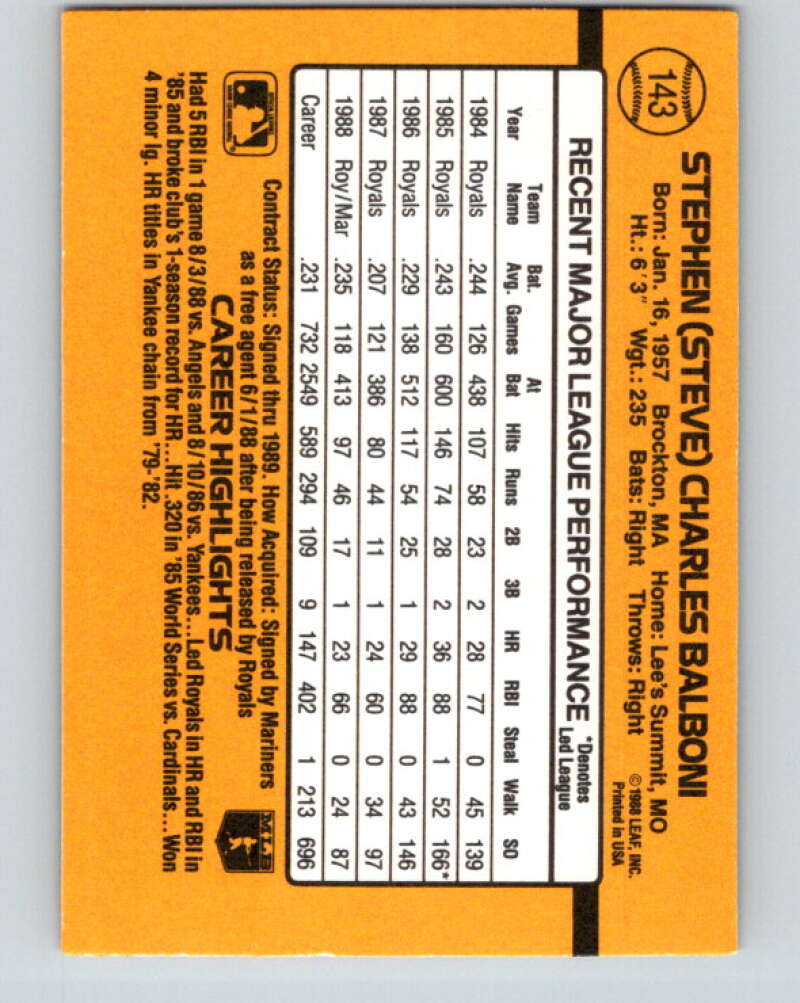 143
STEPHEN (STEVE) CHARLES BALBONI
Born: Jan. 16, 1957 Brockton, MA Home: Lee's Summit, MO
Ht.: 6'3" Wgt.: 235 Bats: Right Throws: Right
©1988 LEAF, INC.
Printed in USA
RECENT MAJOR LEAGUE PERFORMANCE *Denotes Led League
Year Team Name Bat. Avg. Games At Bat Hits Runs 2B 3B HR RBI Steal Walk SO
1984 Royals .244 126 438 107 58 23 2 28 77 0 45 139
1985 Royals .243 160 600 146 74 28 2 36 88 1 52 166*
1986 Royals .229 138 512 117 54 25 1 29 88 0 43 146
1987 Royals .207 121 386 80 44 11 1 24 60 0 34 97
1988 Roy/Mar .235 118 413 97 46 17 1 23 66 0 24 87
Career .231 732 2549 589 294 109 9 147 402 1 213 696
Contract Status: Signed thru 1989. How Acquired: Signed by Mariners
as a free agent 6/1/88 after being released by Royals
CAREER HIGHLIGHTS
Had 5 RBI in 1 game 8/3/88 vs. Angels and 8/10/86 vs. Yankees...Led Royals in HR and RBI in
'85 and broke club's 1-season record for HR...Hit .320 in '85 World Series vs. Cardinals...Won
4 minor lg. HR titles in Yankee chain from '79-'82.
MLB